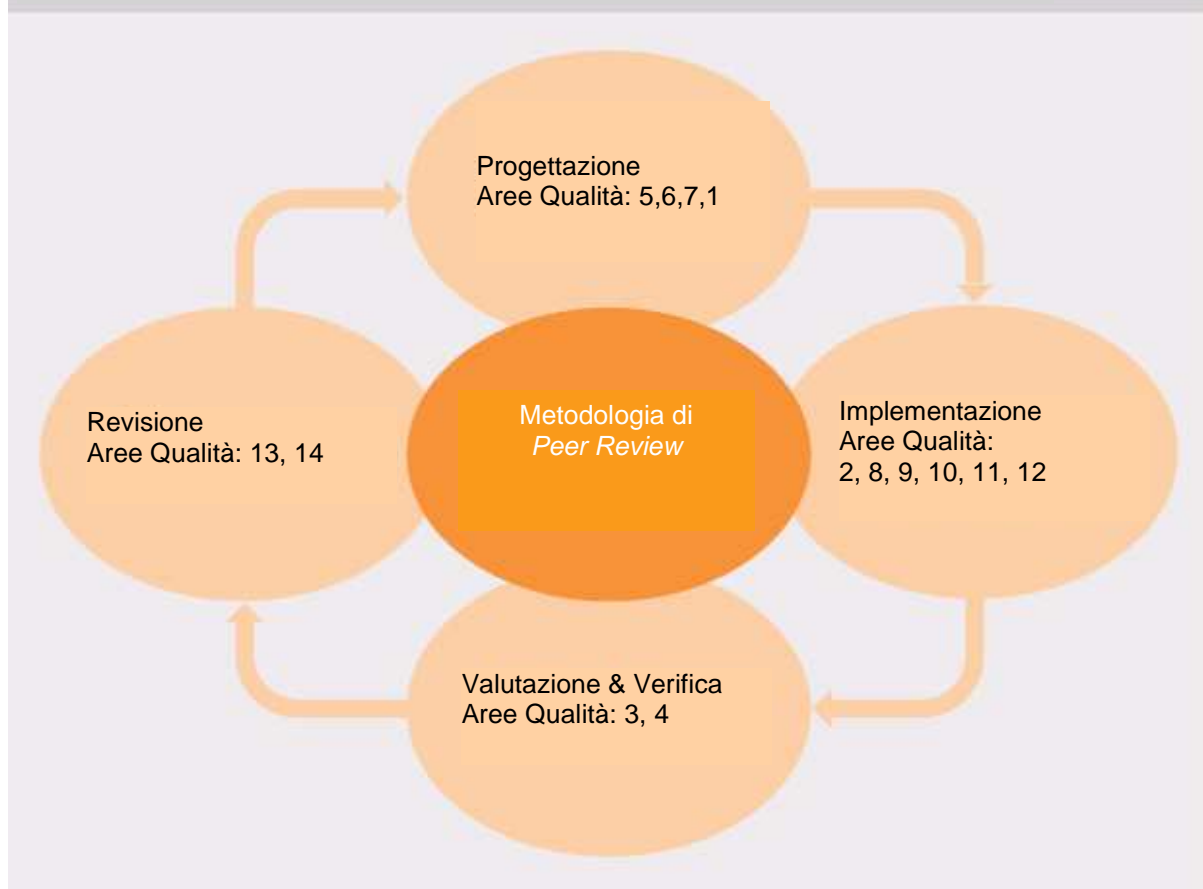 Progettazione
Aree Qualità: 5,6,7,1
Revisione
Aree Qualità: 13, 14
Metodologia di
Peer Review
Implementazione
Aree Qualità:
2, 8, 9, 10, 11, 12
Valutazione & Verifica
Aree Qualità: 3, 4